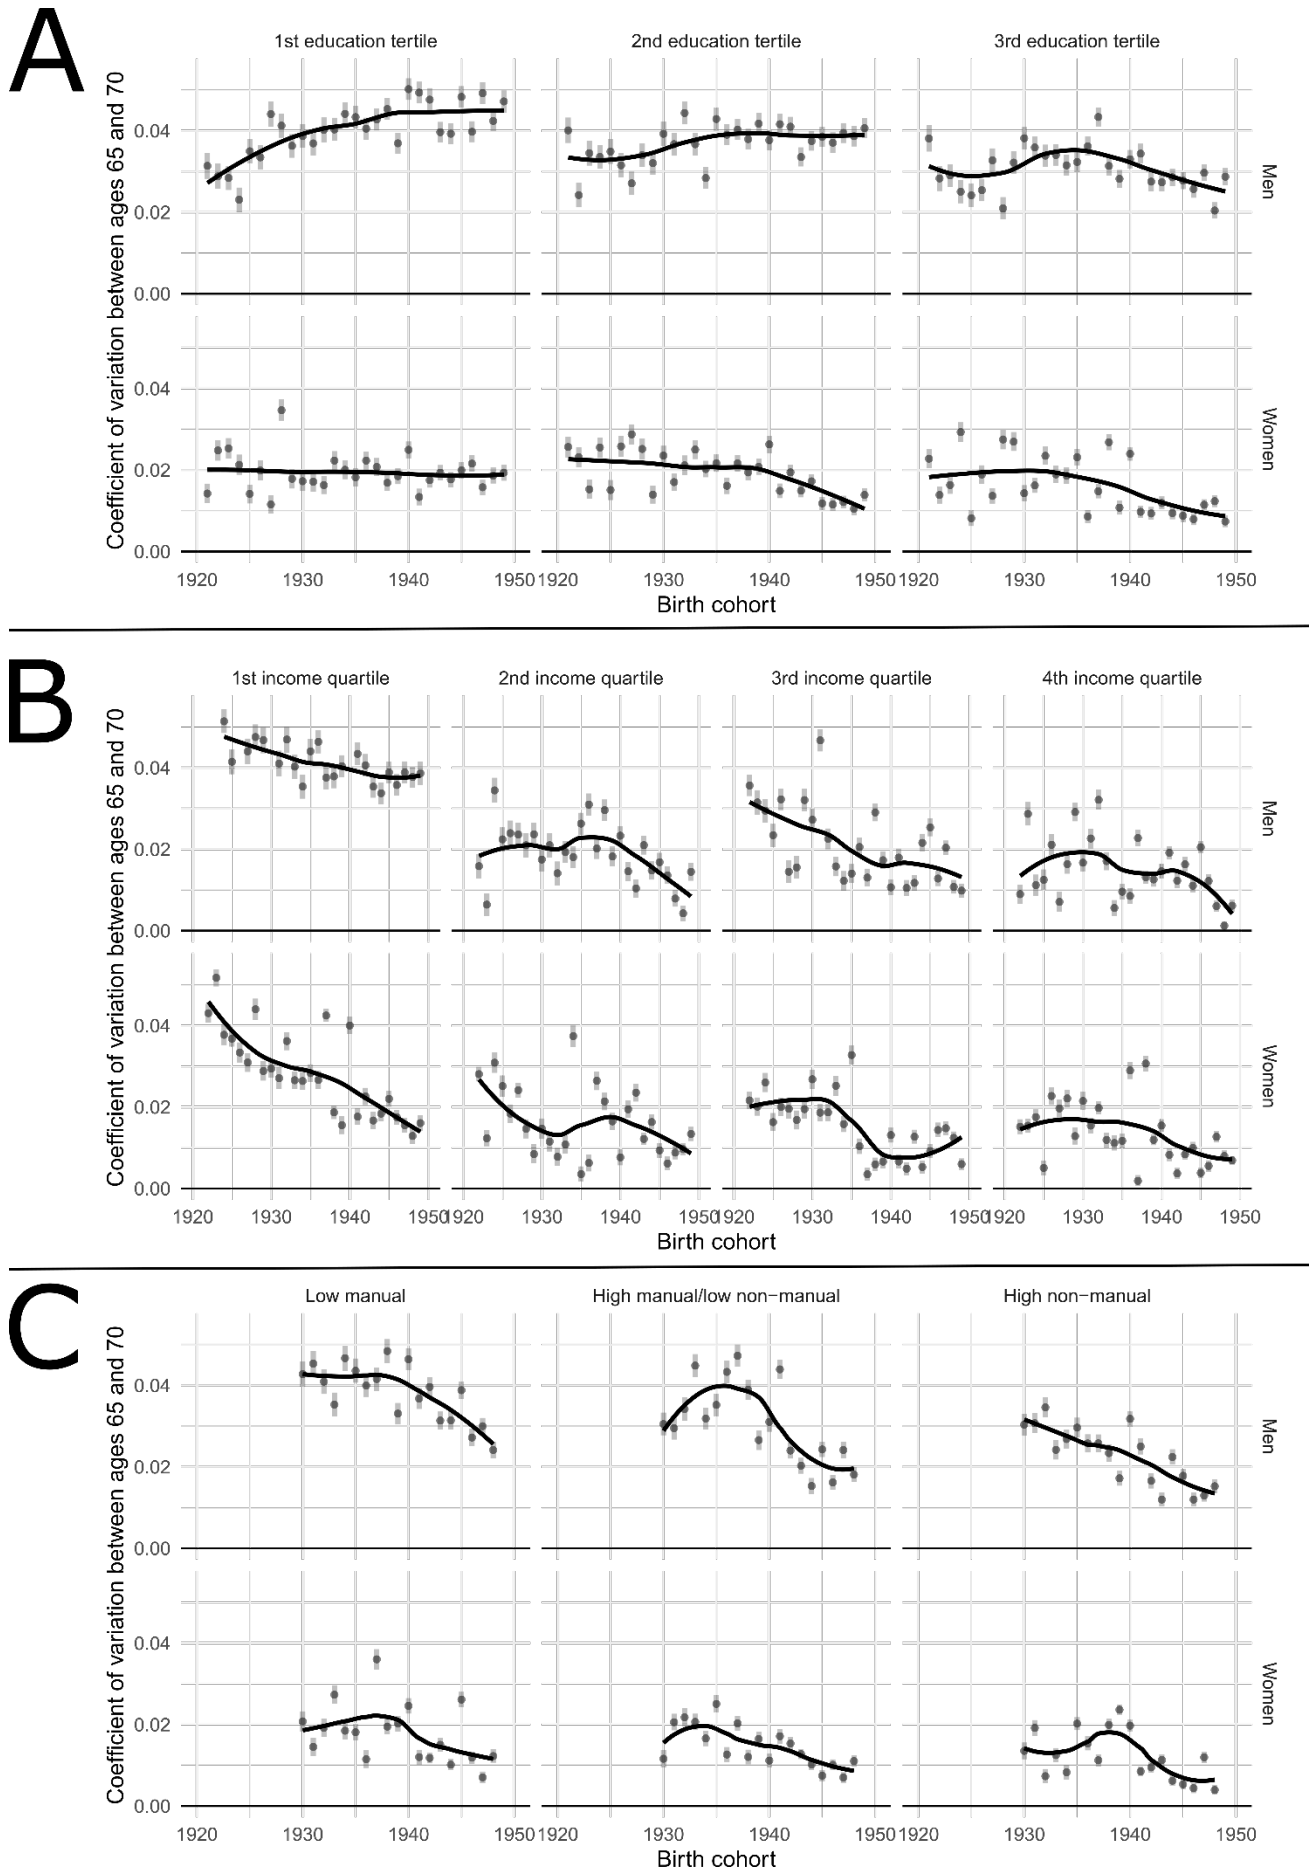 A
1st education tertile 2nd education tertile 3rd education tertile
Coefficient of variation between ages 65 and 70
0.04
0.02
0.00
Men
0.04
0.02
0.00
Women
1920 1930 1940 1950 1920 1930 1940 1950 1920 1930 1940 1950
Birth cohort
B
1st income quartile 2nd income quartile 3rd income quartile 4th income quartile
Coefficient of variation between ages 65 and 70
0.04
0.02
0.00
Men
0.04
0.02
0.00
Women
1920 1930 1940 1950 1920 1930 1940 1950 1920 1930 1940 1950 1920 1930 1940 1950
Birth cohort
C
Low manual High manual/low non−manual High non−manual
Coefficient of variation between ages 65 and 70
0.04
0.02
0.00
Men
0.04
0.02
0.00
Women
1920 1930 1940 1950 1920 1930 1940 1950 1920 1930 1940 1950
Birth cohort